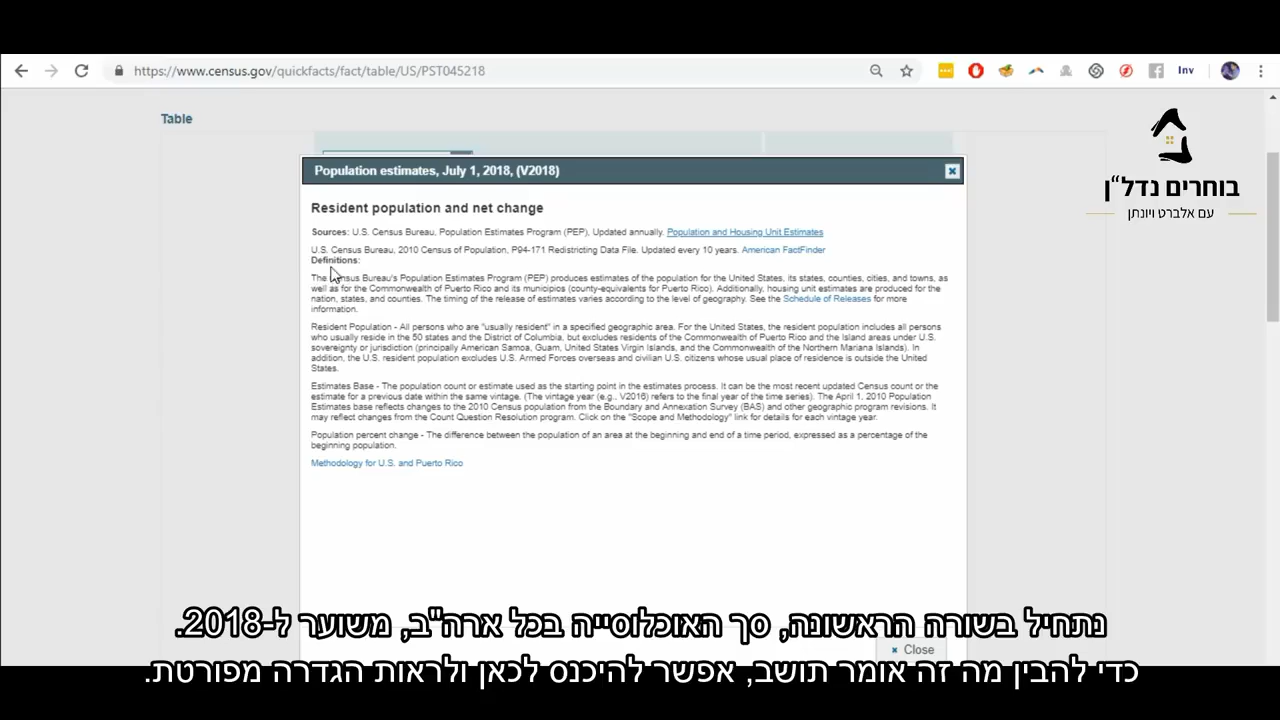 https://www.census.gov/quickfacts/fact/table/US/PST045218
Inv
Table
בוחרים נדל"ן
עם אלברט ויונתן
Population estimates, July 1, 2018, (V2018)
Resident population and net change
Sources: U.S. Census Bureau, Population Estimates Program (PEP), Updated annually. Population and Housing Unit Estimates
U.S. Census Bureau, 2010 Census of Population, P94-171 Redistricting Data File. Updated every 10 years. American FactFinder
Definitions:
The Census Bureau's Population Estimates Program (PEP) produces estimates of the population for the United States, its states, counties, cities, and towns, as
well as for the Commonwealth of Puerto Rico and its municipios (county-equivalents for Puerto Rico). Additionally, housing unit estimates are produced for the
nation, states, and counties. The timing of the release of estimates varies according to the level of geography. See the Schedule of Releases for more
information.
Resident Population - All persons who are "usually resident" in a specified geographic area. For the United States, the resident population includes all persons
who usually reside in the 50 states and the District of Columbia, but excludes residents of the Commonwealth of Puerto Rico and the Island areas under U.S.
sovereignty or jurisdiction (principally American Samoa, Guam, United States Virgin Islands, and the Commonwealth of the Northern Mariana Islands). In
addition, the U.S. resident population excludes U.S. Armed Forces overseas and civilian U.S. citizens whose usual place of residence is outside the United
States.
Estimates Base - The population count or estimate used as the starting point in the estimates process. It can be the most recent updated Census count or the
estimate for a previous date within the same vintage. (The vintage year (e.g., V2016) refers to the final year of the time series). The April 1, 2010 Population
Estimates base reflects changes to the 2010 Census population from the Boundary and Annexation Survey (BAS) and other geographic program revisions. It
may reflect changes from the Count Question Resolution program. Click on the "Scope and Methodology" link for details for each vintage year.
Population percent change - The difference between the population of an area at the beginning and end of a time period, expressed as a percentage of the
beginning population.
Methodology for U.S. and Puerto Rico
Close
נתחיל בשורה הראשונה, סך האוכלוסייה בכל ארה"ב, משוער ל-2018.
כדי להבין מה זה אומר תושב, אפשר להיכנס לכאן ולראות הגדרה מפורטת.